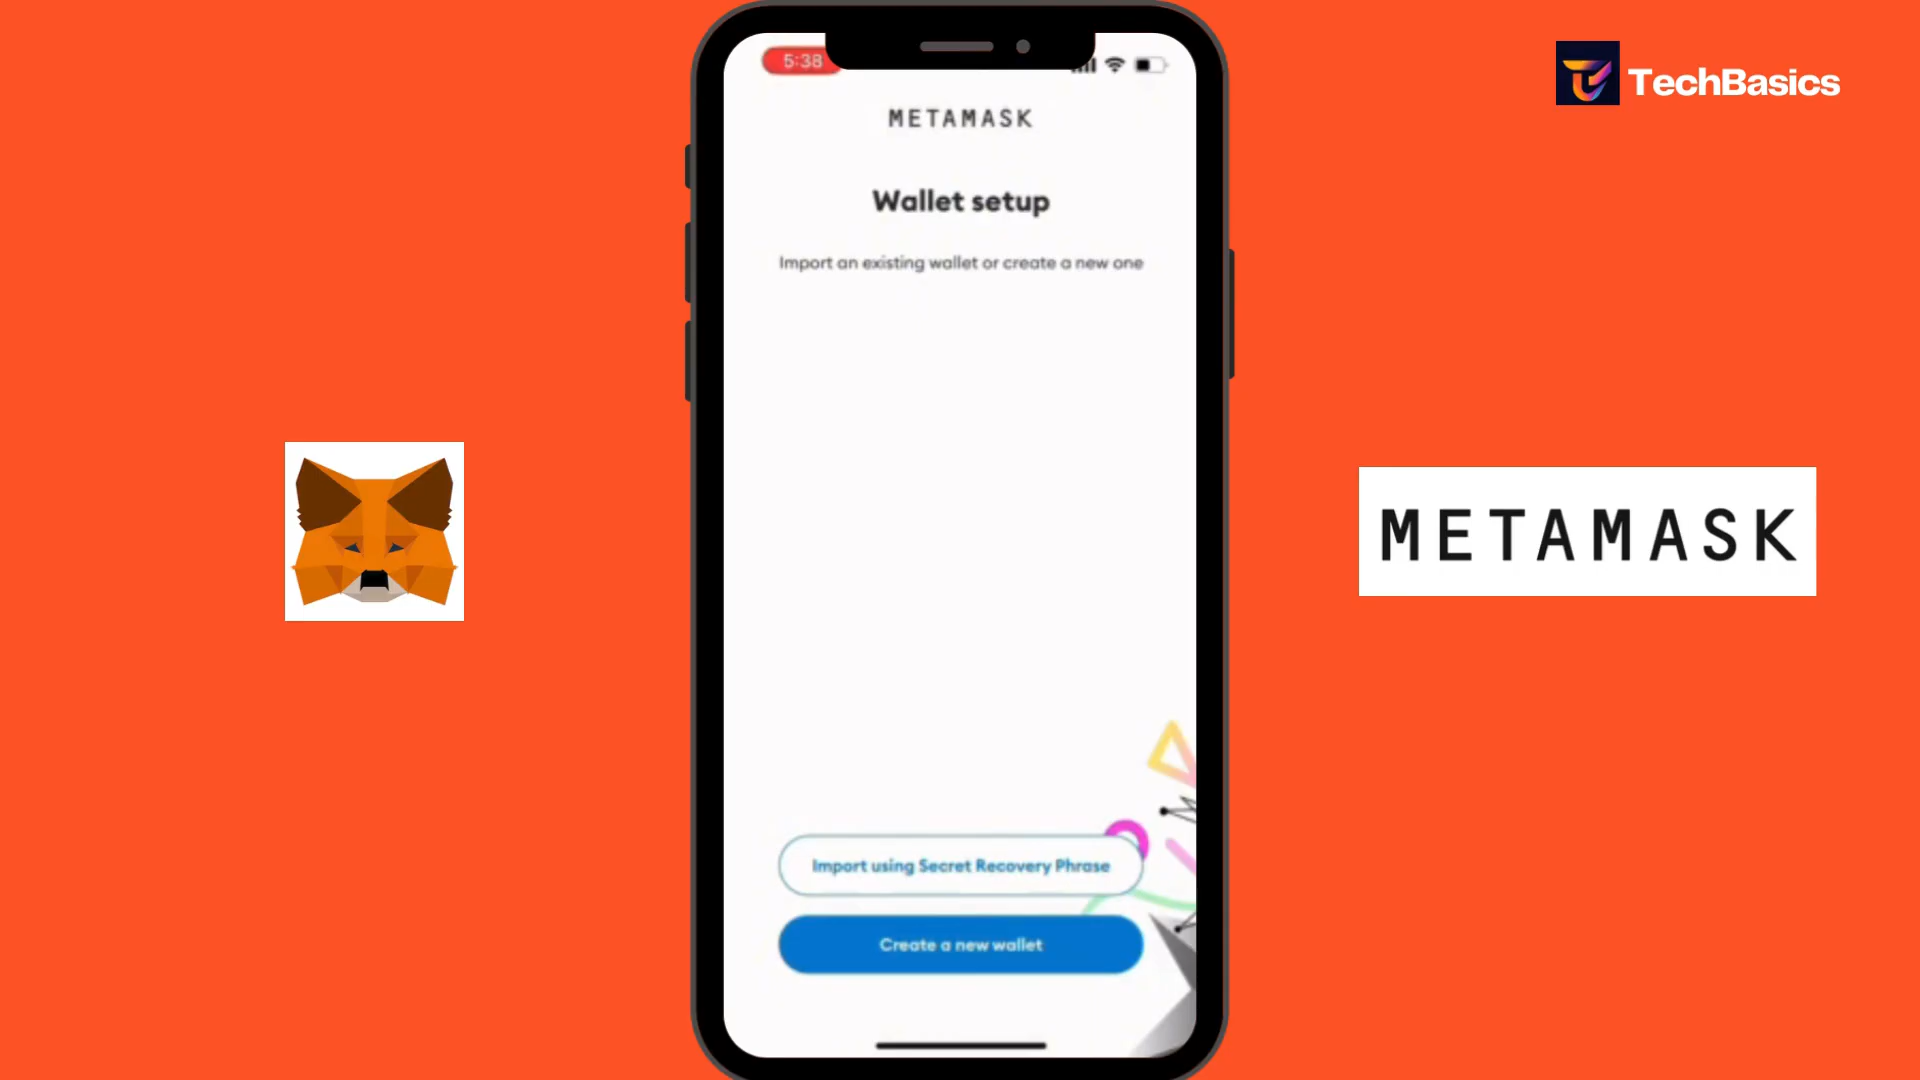 5:38
TechBasics
METAMASK
Wallet setup
Import an existing wallet or create a new one
METAMASK
Import using Secret Recovery Phrase
Create a new wallet